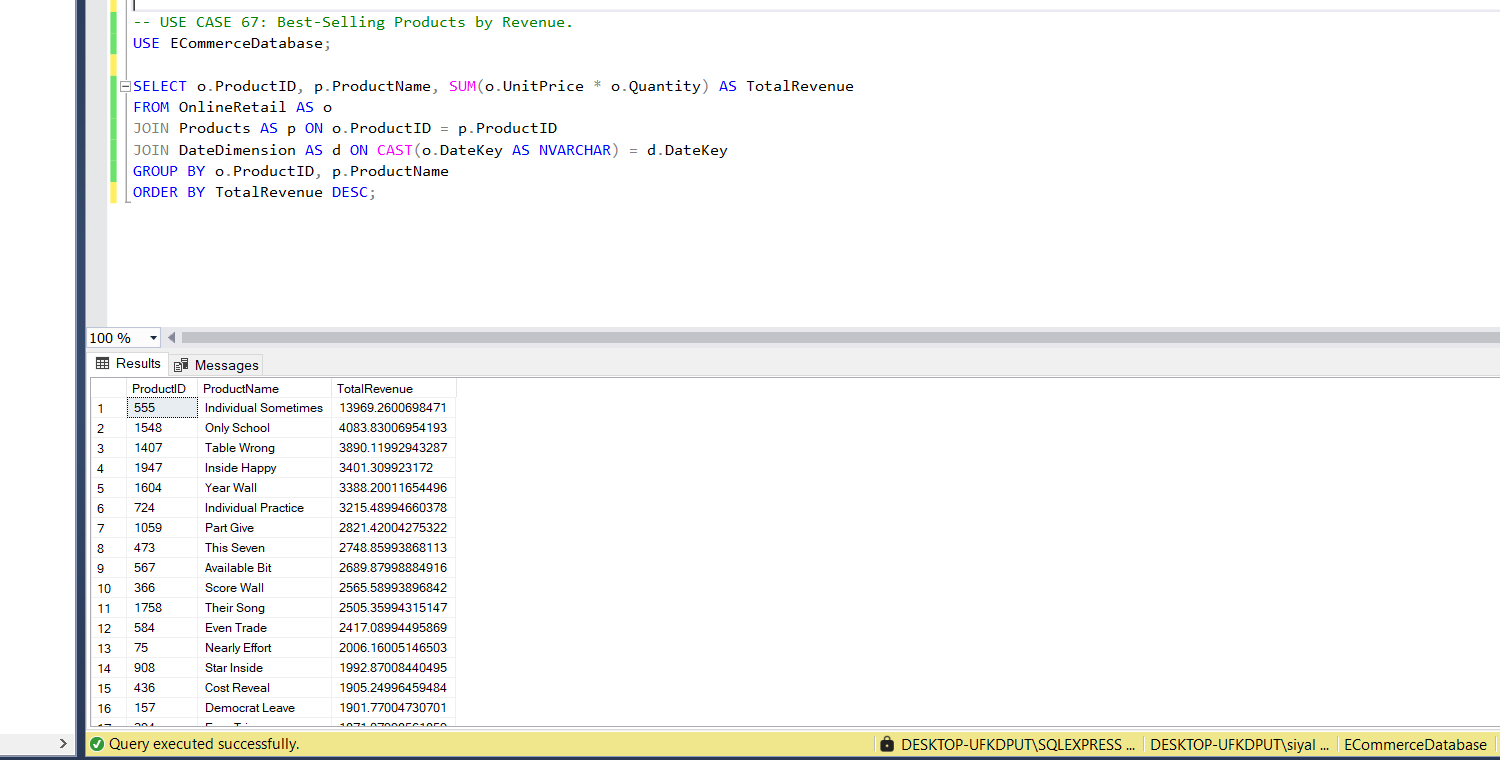 -- USE CASE 67: Best-Selling Products by Revenue.
USE ECommerceDatabase;
SELECT o.ProductID, p.ProductName, SUM(o.UnitPrice * o.Quantity) AS TotalRevenue
FROM OnlineRetail AS o
JOIN Products AS p ON o.ProductID = p.ProductID
JOIN DateDimension AS d ON CAST(o.DateKey AS NVARCHAR) = d.DateKey
GROUP BY o.ProductID, p.ProductName
ORDER BY TotalRevenue DESC;
100 %
Results Messages
ProductID ProductName TotalRevenue
1 555 Individual Sometimes 13969.2600698471
2 1548 Only School 4083.83006954193
3 1407 Table Wrong 3890.11992943287
4 1947 Inside Happy 3401.309923172
5 1604 Year Wall 3388.20011654496
6 724 Individual Practice 3215.48994660378
7 1059 Part Give 2821.42004275322
8 473 This Seven 2748.85993868113
9 567 Available Bit 2689.87998884916
10 366 Score Wall 2565.58993896842
11 1758 Their Song 2505.35994315147
12 584 Even Trade 2417.08994495869
13 75 Nearly Effort 2006.16005146503
14 908 Star Inside 1992.87008440495
15 436 Cost Reveal 1905.24996459484
16 157 Democrat Leave 1901.77004730701
Query executed successfully. DESKTOP-UFKDPUT\SQLEXPRESS ... DESKTOP-UFKDPUT\siyal ... ECommerceDatabase